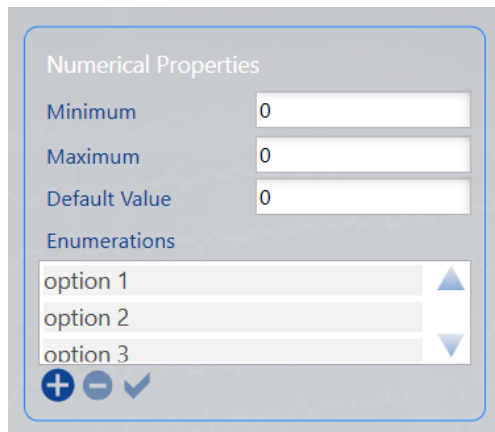 Numerical Properties
Minimum 0
Maximum 0
Default Value 0
Enumerations
option 1
option 2
option 3